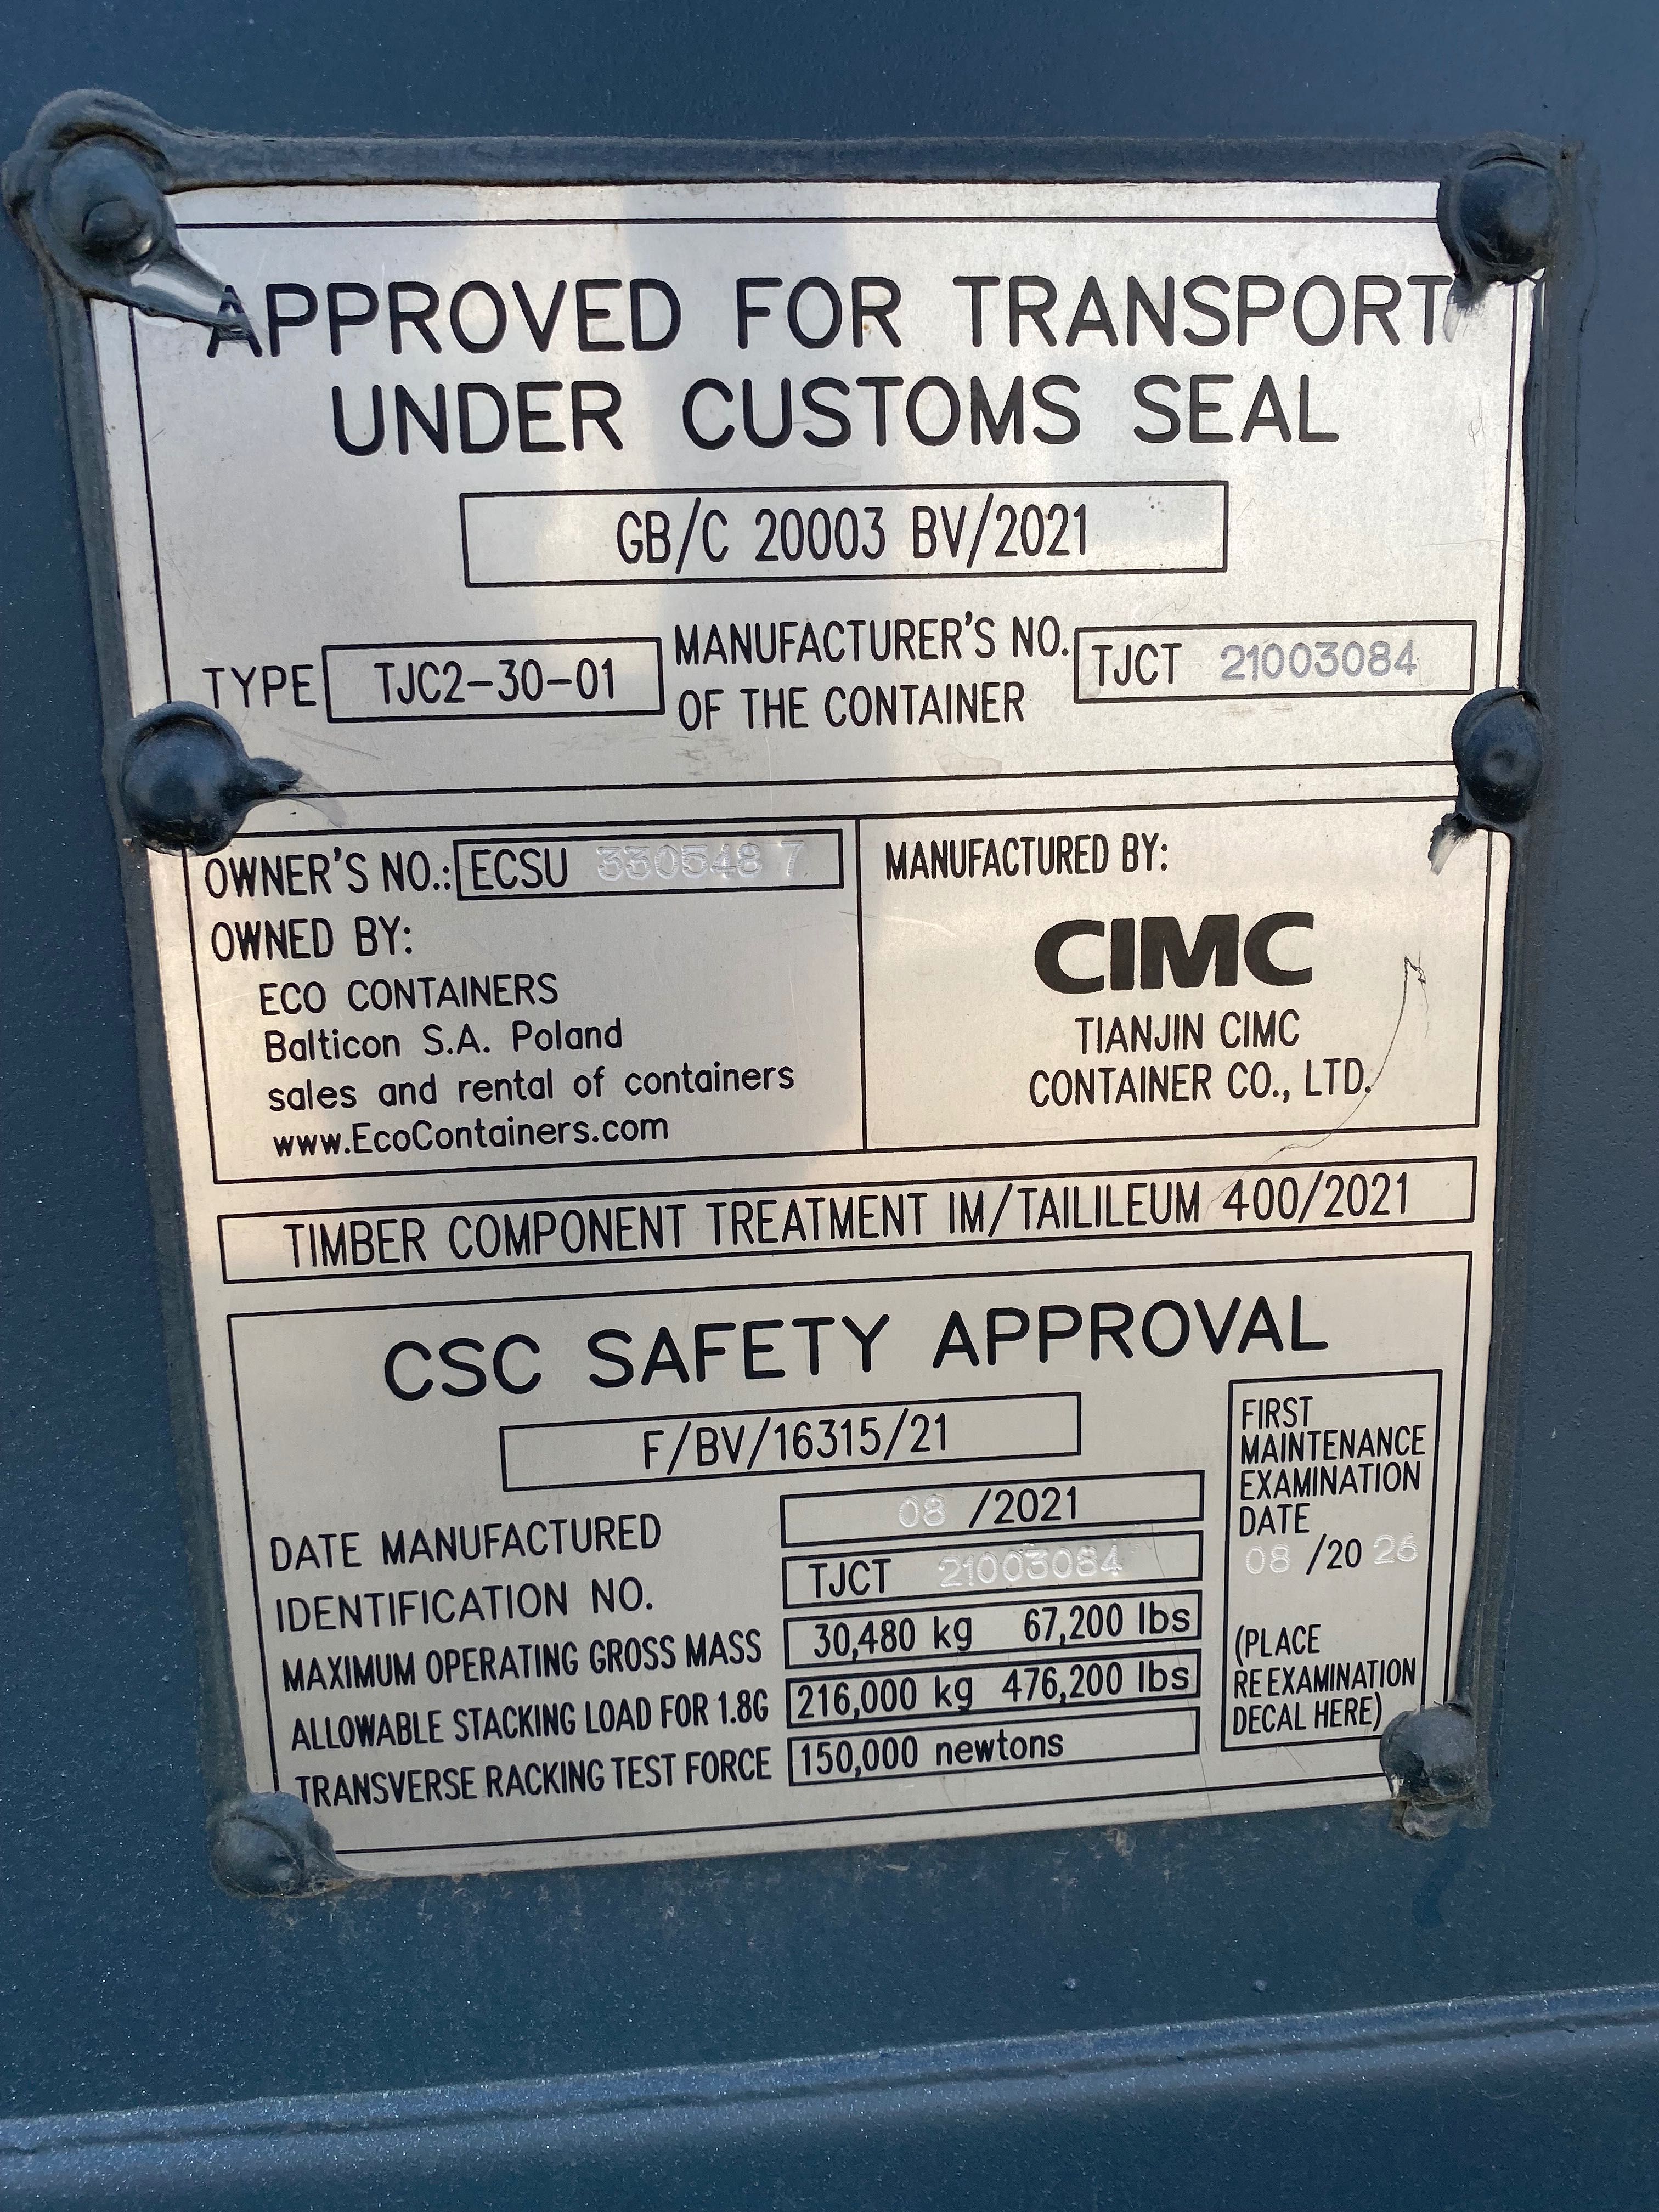 APPROVED FOR TRANSPORT
UNDER CUSTOMS SEAL
GB/C 20003 BV/2021
TYPE TJC2-30-01 MANUFACTURER'S NO. OF THE CONTAINER TJCT 21003084
OWNER'S NO.: ECSU 330548 7
OWNED BY:
ECO CONTAINERS
Balticon S.A. Poland
sales and rental of containers
www.EcoContainers.com
MANUFACTURED BY:
CIMC
TIANJIN CIMC
CONTAINER CO., LTD.
TIMBER COMPONENT TREATMENT IM/TAILILEUM 400/2021
CSC SAFETY APPROVAL
F/BV/16315/21
DATE MANUFACTURED 08 /2021
IDENTIFICATION NO. TJCT 21003084
MAXIMUM OPERATING GROSS MASS 30,480 kg 67,200 lbs
ALLOWABLE STACKING LOAD FOR 1.8G 216,000 kg 476,200 lbs
TRANSVERSE RACKING TEST FORCE 150,000 newtons
FIRST
MAINTENANCE
EXAMINATION
DATE
08 /20 26
(PLACE
REEXAMINATION
DECAL HERE)